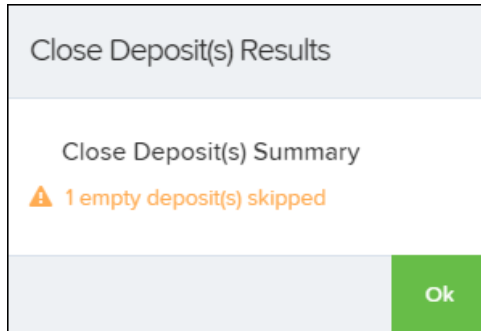 Close Deposit(s) Results
Close Deposit(s) Summary
1 empty deposit(s) skipped
Ok